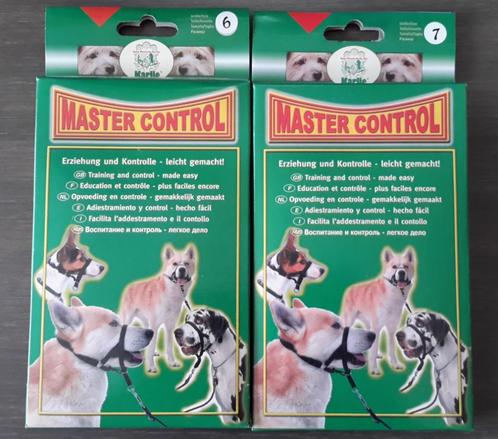 6
Karlie
MASTER CONTROL
Erziehung und Kontrolle - leicht gemacht!
GB Training and control - made easy
F Education et contrôle - plus faciles encore
NL Opvoeding en controle - gemakkelijk gemaakt
E Adiestramiento y control - hecho fácil
I Facilita l'addestramento e il contollo
RUS Воспитание и контроль - легкое дело
7
Karlie
MASTER CONTROL
Erziehung und Kontrolle - leicht gemacht!
GB Training and control - made easy
F Education et contrôle - plus faciles encore
NL Opvoeding en controle - gemakkelijk gemaakt
E Adiestramiento y control - hecho fácil
I Facilita l'addestramento e il contollo
RUS Воспитание и контроль - легкое дело